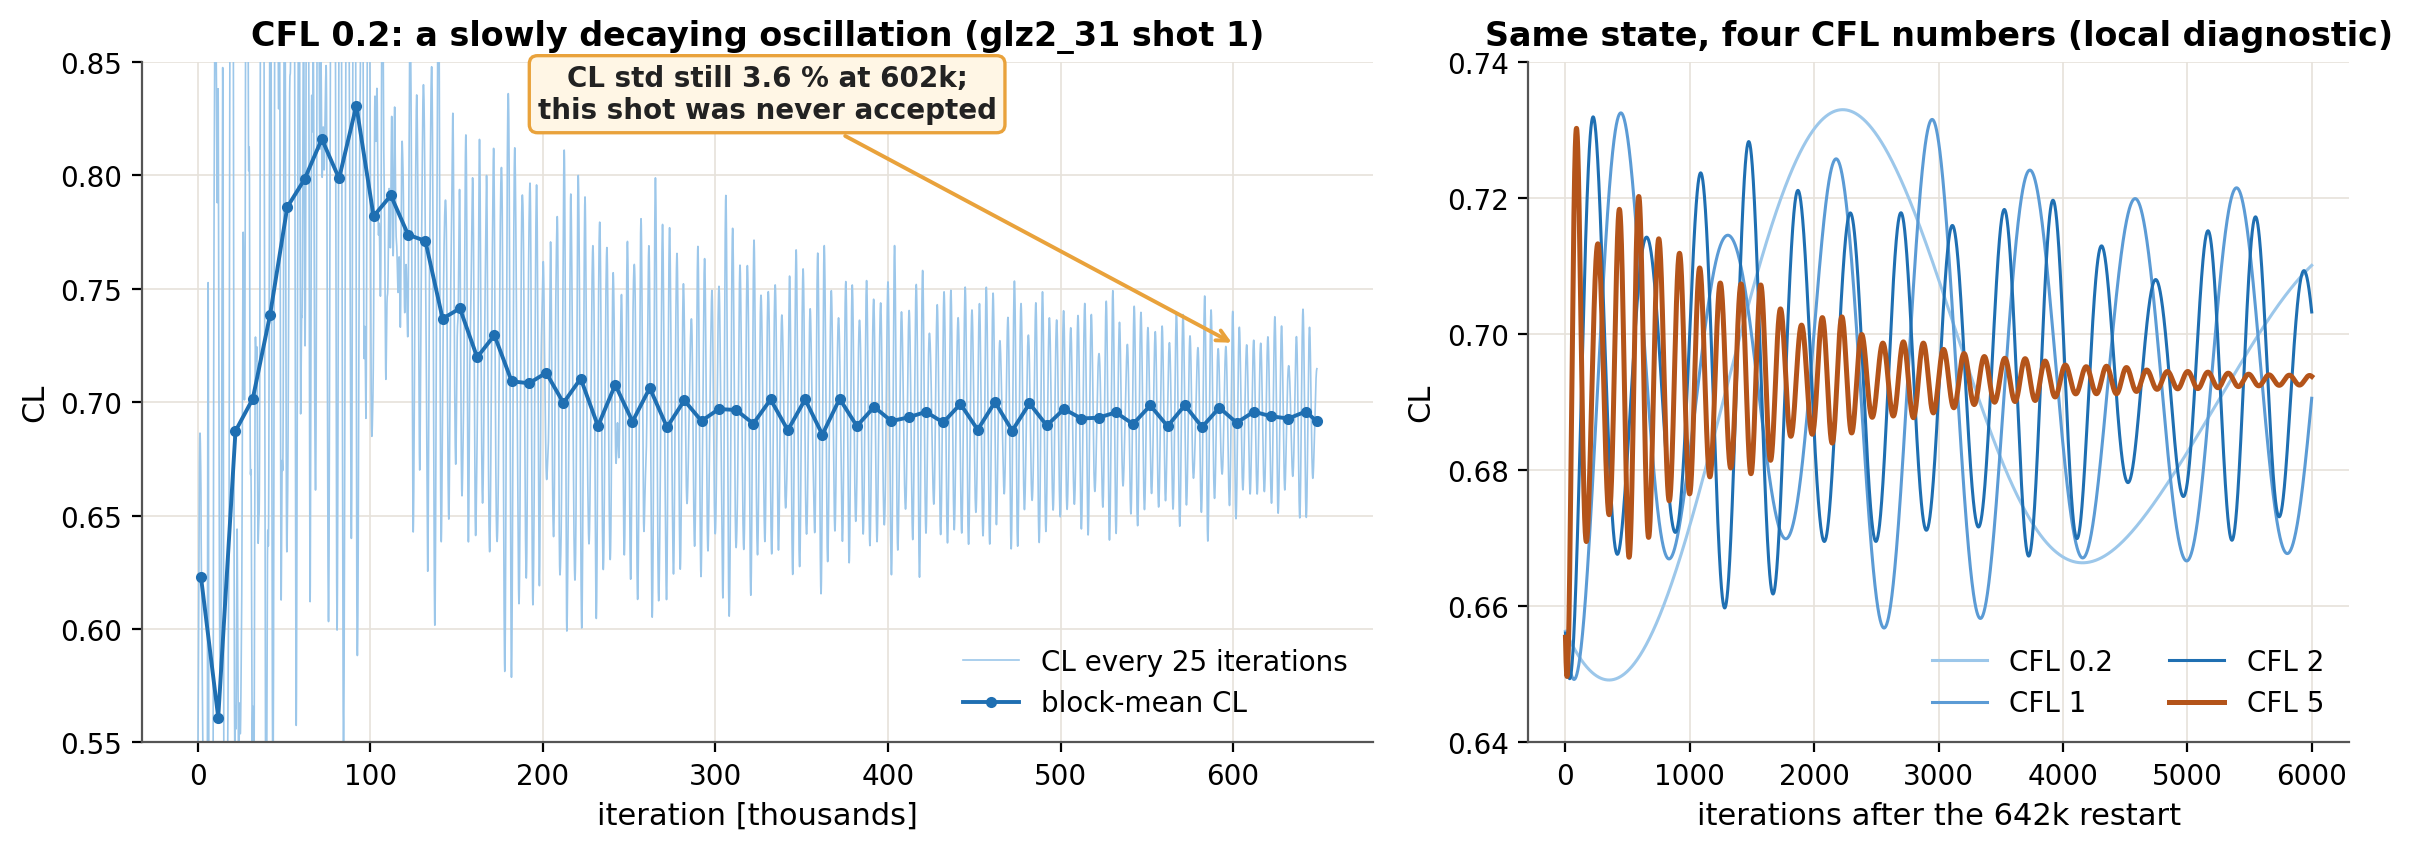 CFL 0.2: a slowly decaying oscillation (glz2_31 shot 1)
CL std still 3.6 % at 602k;
this shot was never accepted
0.85
0.80
0.75
0.70
0.65
0.60
0.55
CL
0
100
200
300
400
500
600
iteration [thousands]
CL every 25 iterations
block-mean CL
Same state, four CFL numbers (local diagnostic)
0.74
0.72
0.70
0.68
0.66
0.64
CL
0
1000
2000
3000
4000
5000
6000
iterations after the 642k restart
CFL 0.2
CFL 1
CFL 2
CFL 5